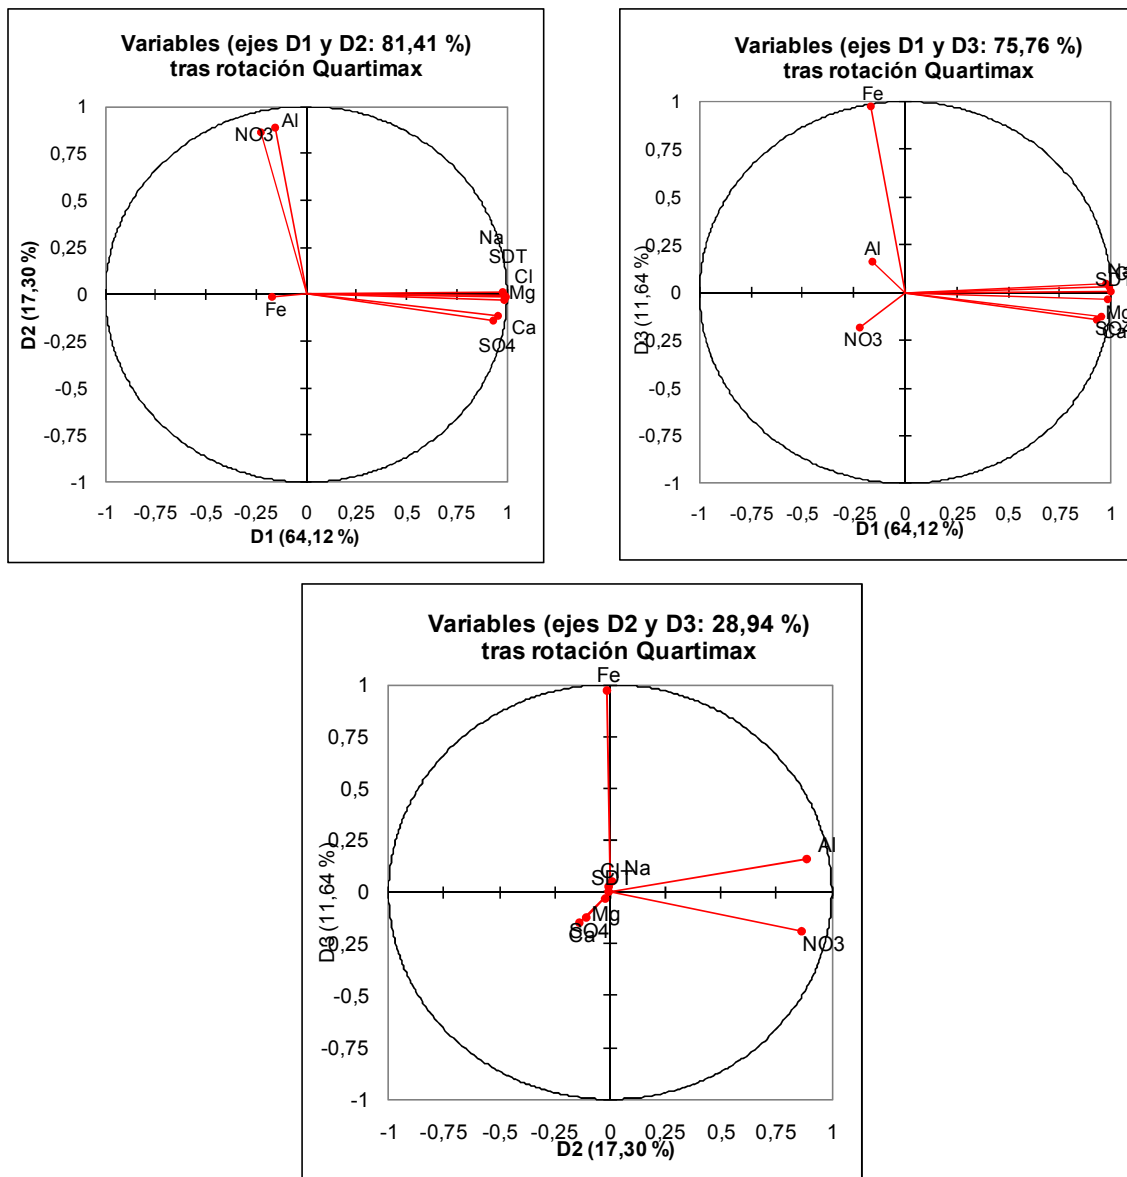 Variables (ejes D1 y D2: 81,41 %)
tras rotación Quartimax
1
0,75
0,5
0,25
0
-0,25
-0,5
-0,75
-1
D2 (17,30 %)
NO3
Al
Na
SDT
Cl
Mg
Fe
Ca
SO4
-1 -0,75 -0,5 -0,25 0 0,25 0,5 0,75 1
D1 (64,12 %)
Variables (ejes D1 y D3: 75,76 %)
tras rotación Quartimax
1
0,75
0,5
0,25
0
-0,25
-0,5
-0,75
-1
D3 (11,64 %)
Fe
Al
Na
Cl
SDT
Mg
NO3
SO4
Ca
-1 -0,75 -0,5 -0,25 0 0,25 0,5 0,75 1
D1 (64,12 %)
Variables (ejes D2 y D3: 28,94 %)
tras rotación Quartimax
1
0,75
0,5
0,25
0
-0,25
-0,5
-0,75
-1
D3 (11,64 %)
Fe
Al
Cl
Na
SDT
Mg
SO4
Ca
NO3
-1 -0,75 -0,5 -0,25 0 0,25 0,5 0,75 1
D2 (17,30 %)